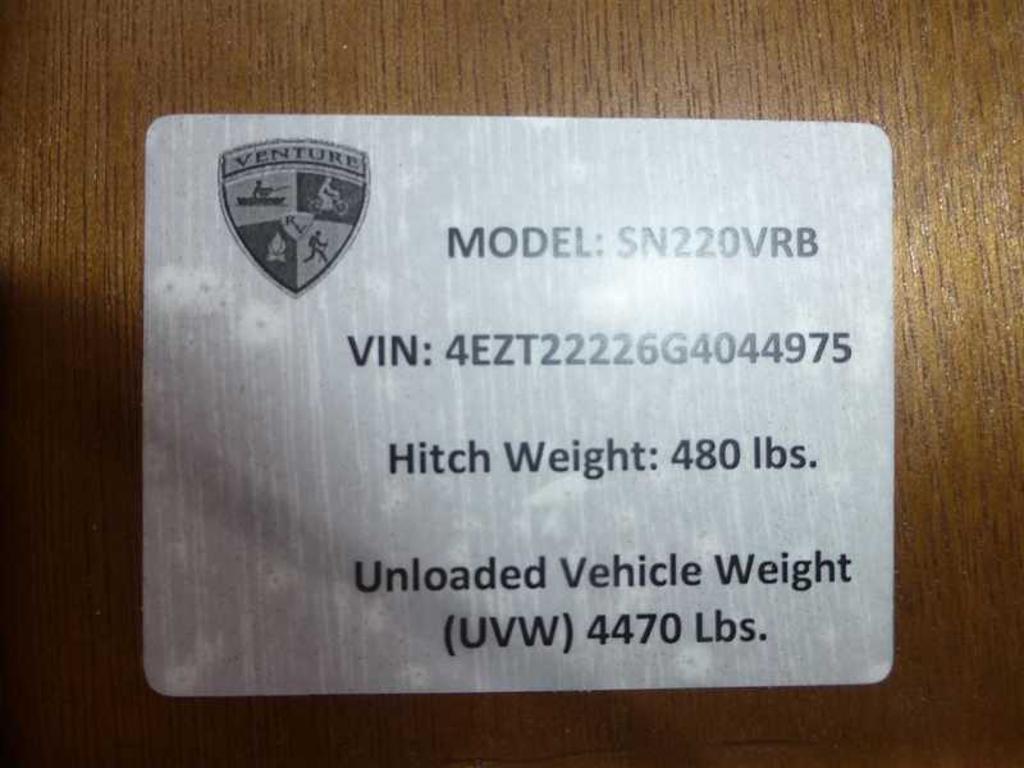 VENTURE
RV
MODEL: SN220VRB
VIN: 4EZT22226G4044975
Hitch Weight: 480 lbs.
Unloaded Vehicle Weight
(UVW) 4470 Lbs.